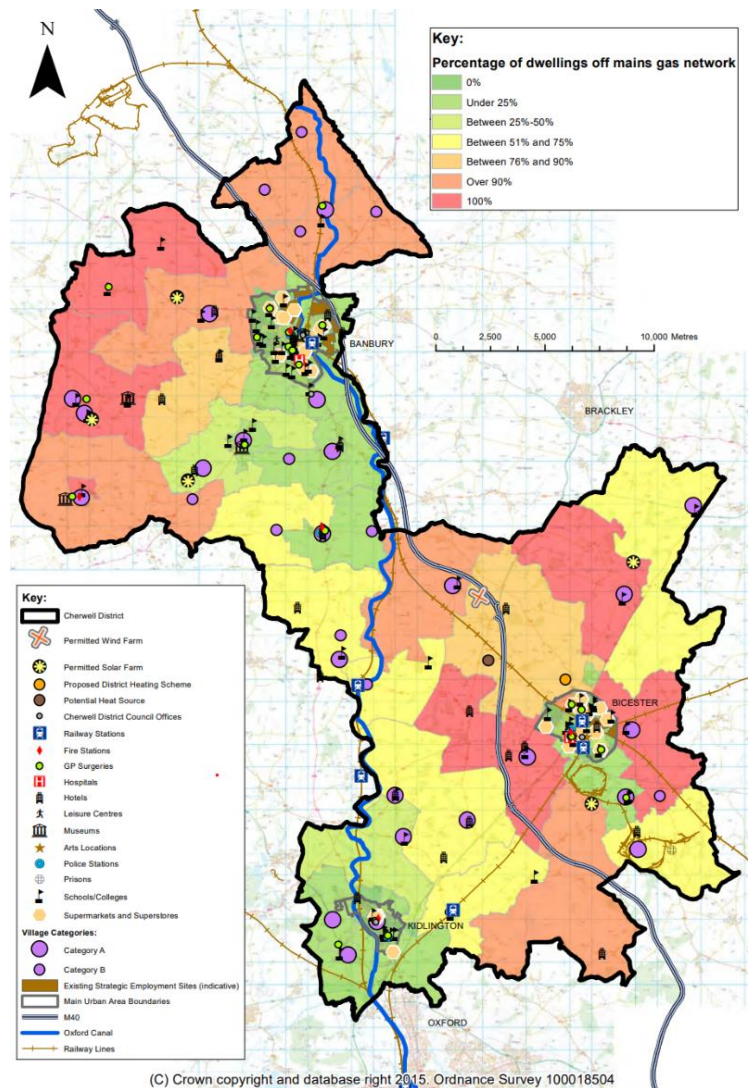 N
Key:
Percentage of dwellings off mains gas network
0%
Under 25%
Between 25%-50%
Between 51% and 75%
Between 76% and 90%
Over 90%
100%
0
2,500
5,000
10,000 Metres
BANBURY
BRACKLEY
BICESTER
KIDLINGTON
OXFORD
Key:
Cherwell District
Permitted Wind Farm
Permitted Solar Farm
Proposed District Heating Scheme
Potential Heat Source
Cherwell District Council Offices
Railway Stations
Fire Stations
GP Surgeries
Hospitals
Hotels
Leisure Centres
Museums
Arts Locations
Police Stations
Prisons
Schools/Colleges
Supermarkets and Superstores
Village Categories:
Category A
Category B
Existing Strategic Employment Sites (indicative)
Main Urban Area Boundaries
M40
Oxford Canal
Railway Lines
(C) Crown copyright and database right 2015. Ordnance Survey 100018504